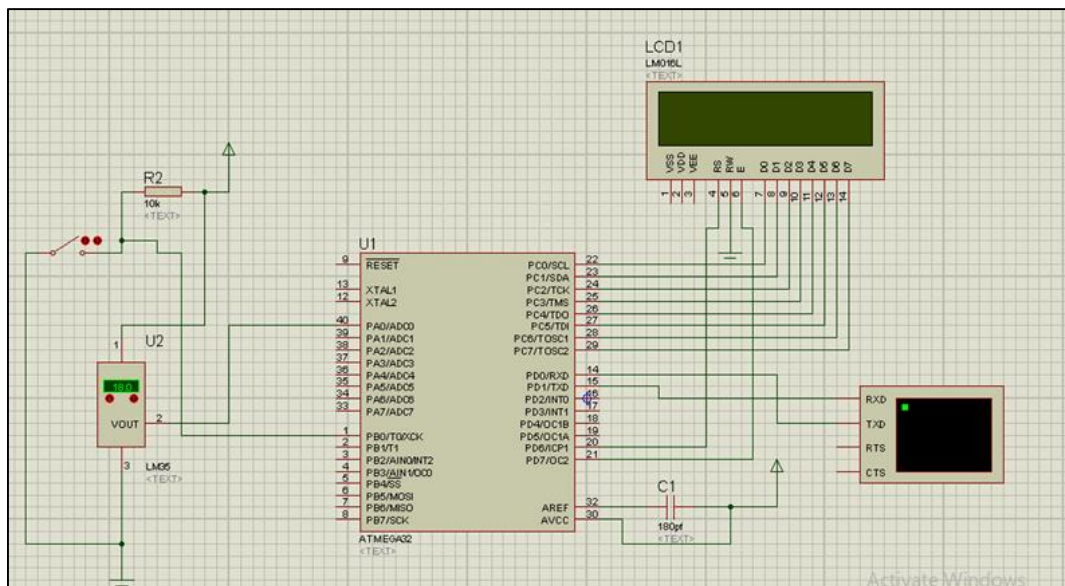 LCD1
LM016L
<TEXT>
VSS VDD VEE RS RW E D0 D1 D2 D3 D4 D5 D6 D7
1 2 3 4 5 6 7 8 9 10 11 12 13 14
R2
10k
<TEXT>
U1
9 RESET
13 XTAL1
12 XTAL2
40 PA0/ADC0
39 PA1/ADC1
38 PA2/ADC2
37 PA3/ADC3
36 PA4/ADC4
35 PA5/ADC5
34 PA6/ADC6
33 PA7/ADC7
1 PB0/T0/XCK
2 PB1/T1
3 PB2/AIN0/INT2
4 PB3/AIN1/OC0
5 PB4/SS
6 PB5/MOSI
7 PB6/MISO
8 PB7/SCK
PC0/SCL 22
PC1/SDA 23
PC2/TCK 24
PC3/TMS 25
PC4/TDO 26
PC5/TDI 27
PC6/TOSC1 28
PC7/TOSC2 29
PD0/RXD 14
PD1/TXD 15
PD2/INT0 16
PD3/INT1 17
PD4/OC1B 18
PD5/OC1A 19
PD6/ICP1 20
PD7/OC2 21
AREF 32
AVCC 30
ATMEGA32
<TEXT>
U2
1
18.0
VOUT 2
3
LM35
<TEXT>
C1
180pf
<TEXT>
RXD
TXD
RTS
CTS
Activate Windows